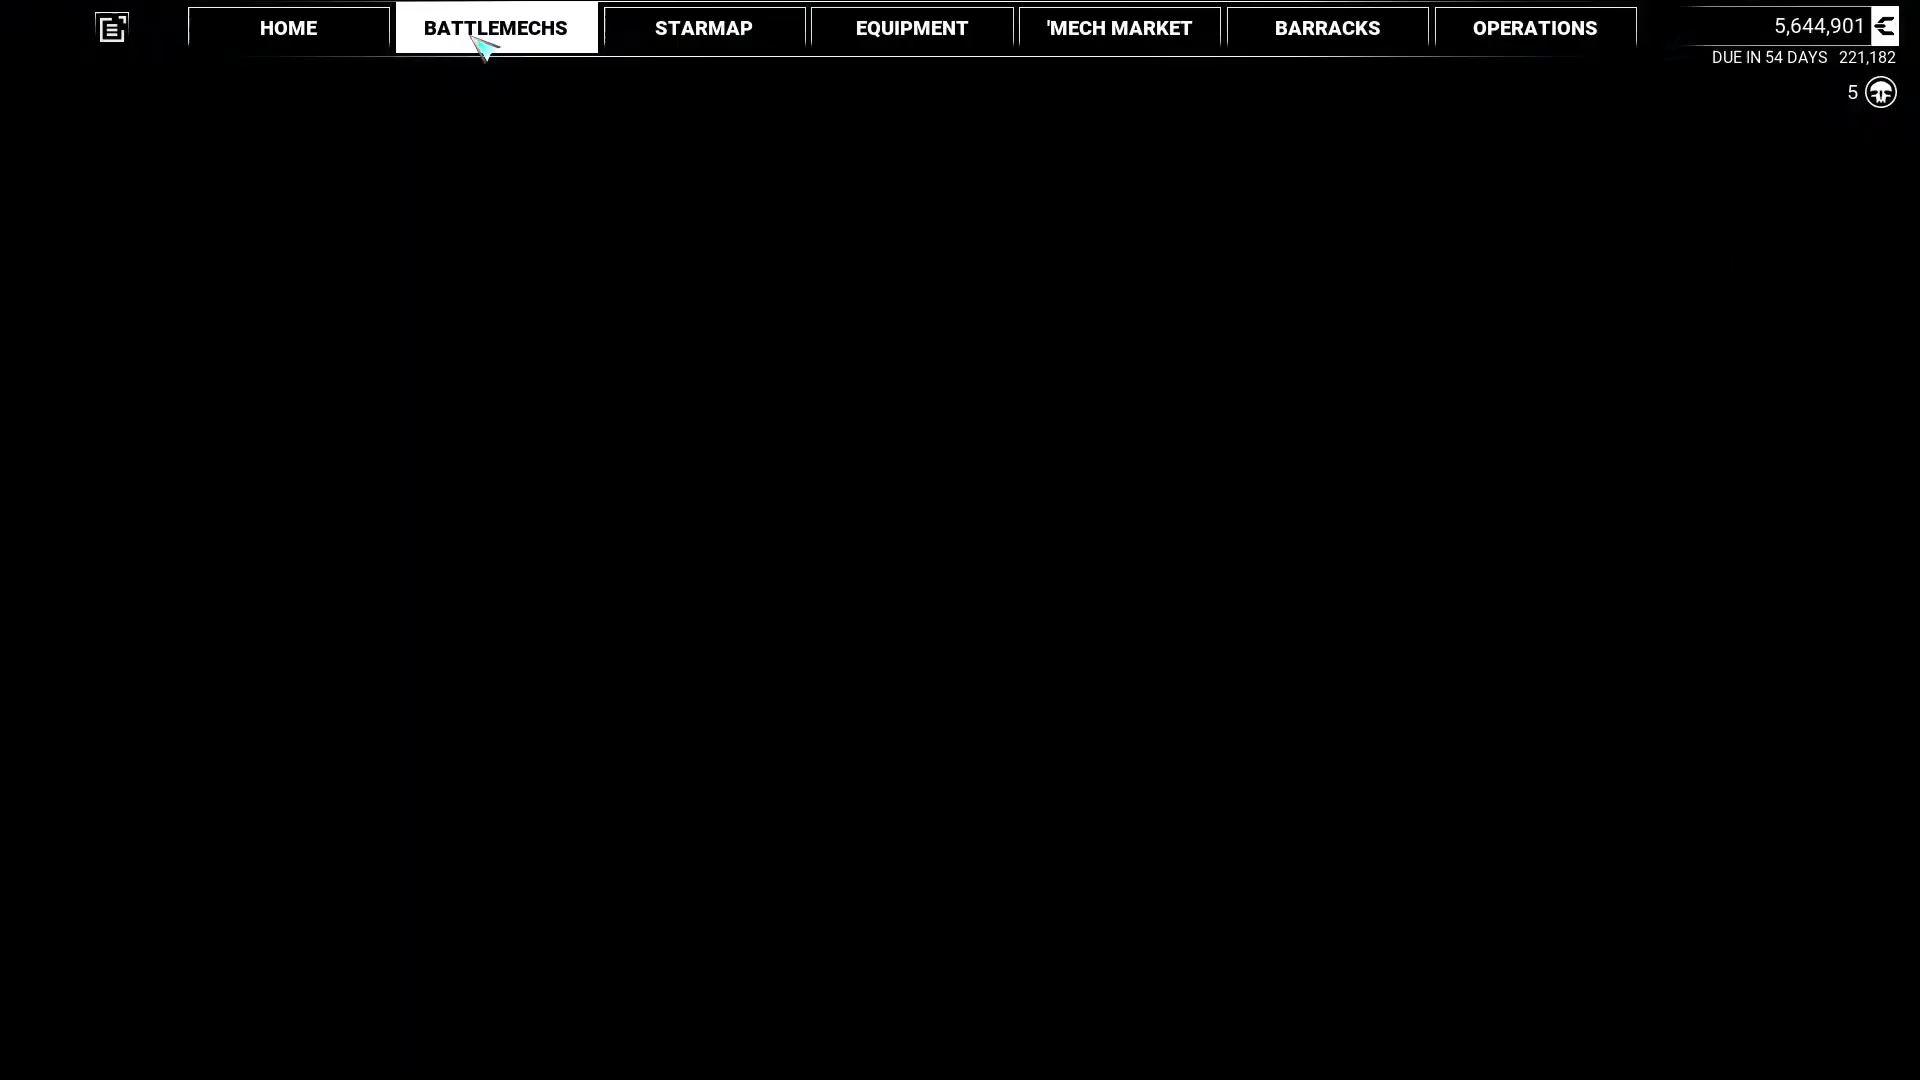 HOME
BATTLEMECHS
STARMAP
EQUIPMENT
'MECH MARKET
BARRACKS
OPERATIONS
5,644,901
DUE IN 54 DAYS 221,182
5